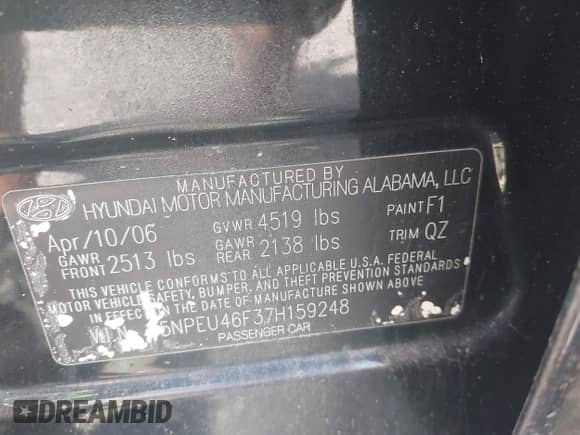 MANUFACTURED BY
HYUNDAI MOTOR MANUFACTURING ALABAMA, LLC
Apr/10/06 GVWR 4519 lbs PAINT F1
GAWR FRONT 2513 lbs GAWR REAR 2138 lbs TRIM QZ
THIS VEHICLE CONFORMS TO ALL APPLICABLE U.S.A. FEDERAL
MOTOR VEHICLE SAFETY, BUMPER, AND THEFT PREVENTION STANDARDS
IN EFFECT ON THE DATE OF MANUFACTURE SHOWN ABOVE
5NPEU46F37H159248
PASSENGER CAR
DREAMBID